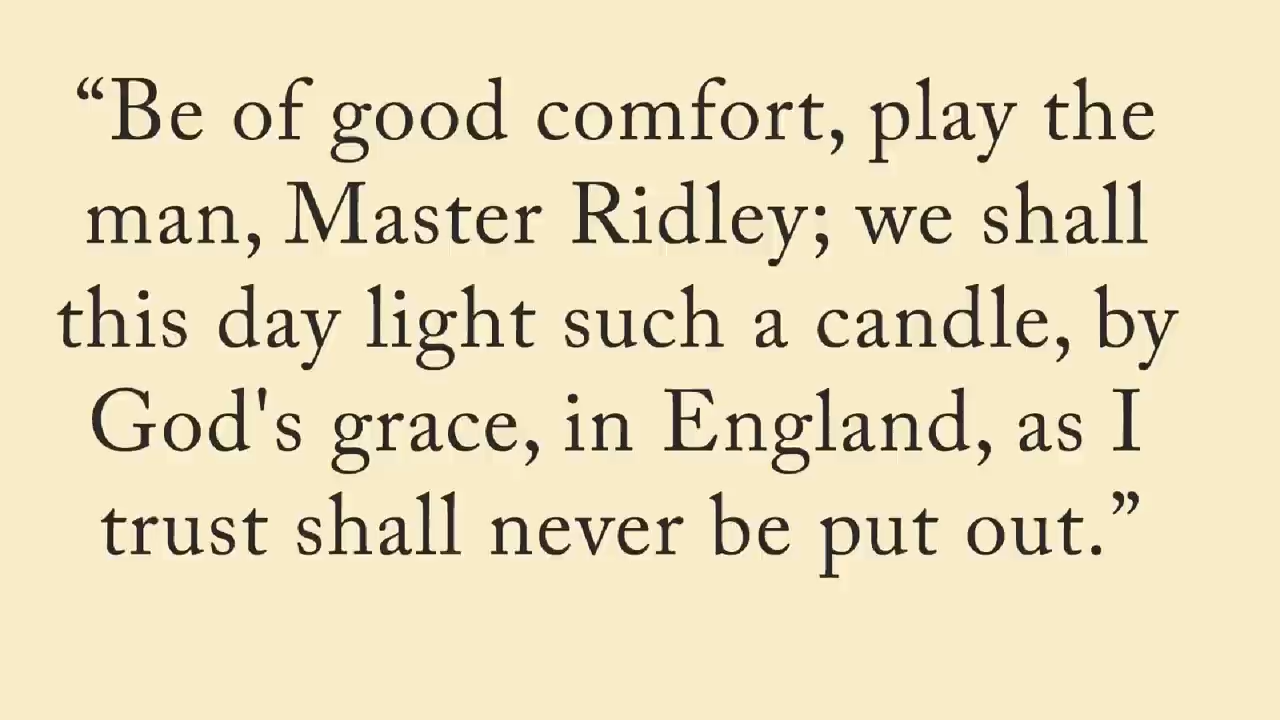 “Be of good comfort, play the
man, Master Ridley; we shall
this day light such a candle, by
God's grace, in England, as I
trust shall never be put out.”